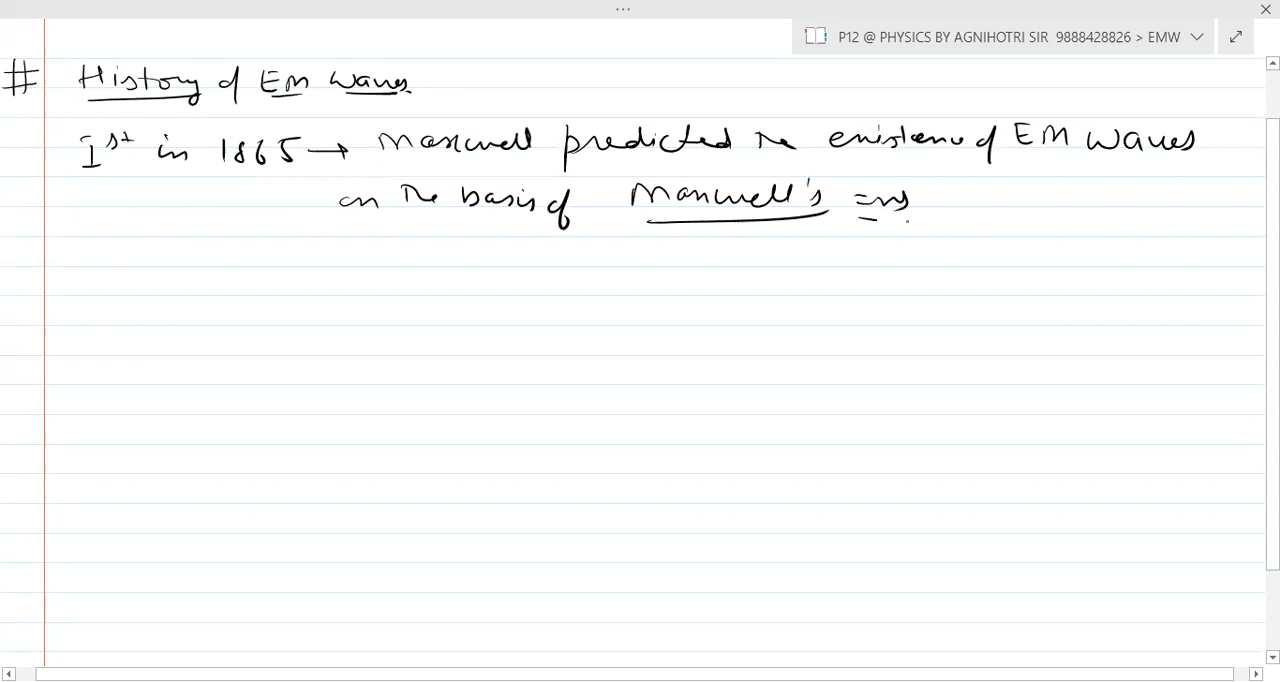 P12 @ PHYSICS BY AGNIHOTRI SIR 9888428826 > EMW
# History of EM Waves
Ist in 1865 → Maxwell predicted the existence of EM Waves
on the basis of Maxwell's =ns